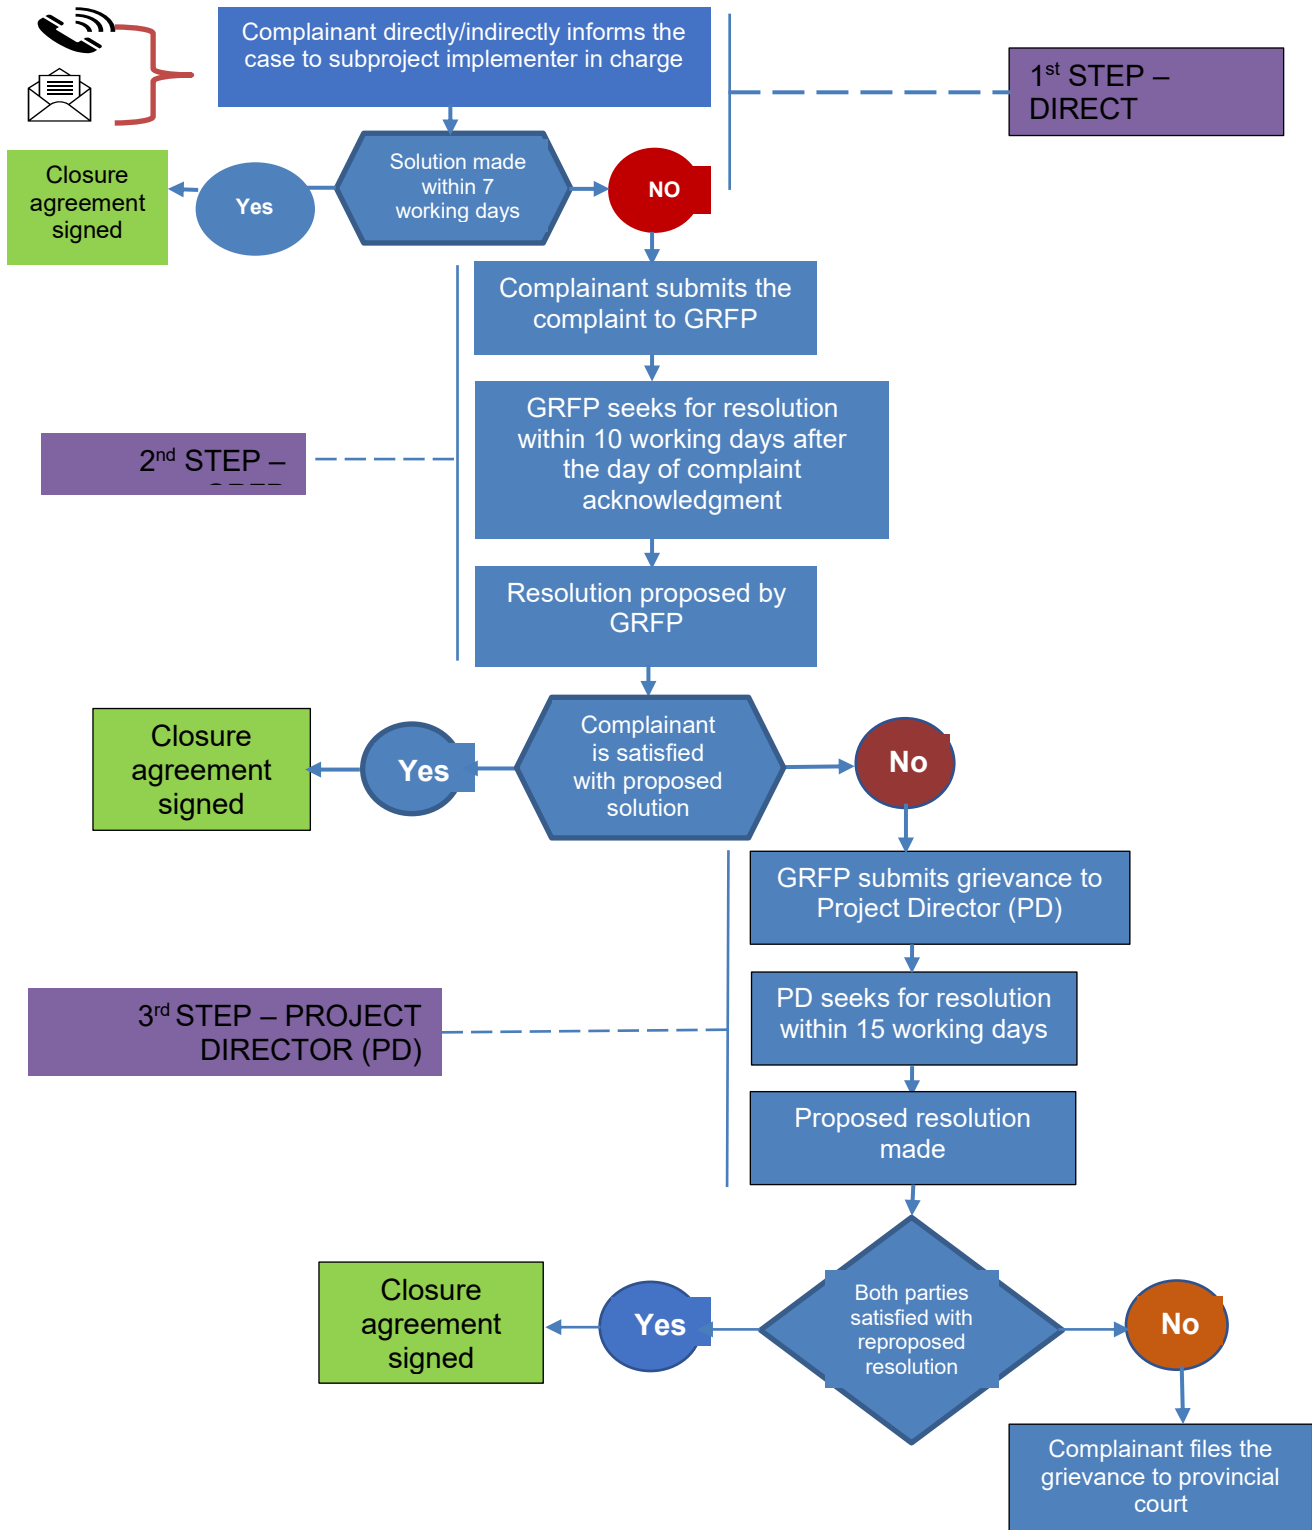 Complainant directly/indirectly informs the
case to subproject implementer in charge
1st STEP –
DIRECT
Solution made
within 7
working days
NO
Yes
Closure
agreement
signed
Complainant submits the
complaint to GRFP
GRFP seeks for resolution
within 10 working days after
the day of complaint
acknowledgment
2nd STEP –
Resolution proposed by
GRFP
Complainant
is satisfied
with proposed
solution
Yes
No
Closure
agreement
signed
GRFP submits grievance to
Project Director (PD)
PD seeks for resolution
within 15 working days
3rd STEP – PROJECT
DIRECTOR (PD)
Proposed resolution
made
Both parties
satisfied with
reproposed
resolution
Yes
No
Closure
agreement
signed
Complainant files the
grievance to provincial
court